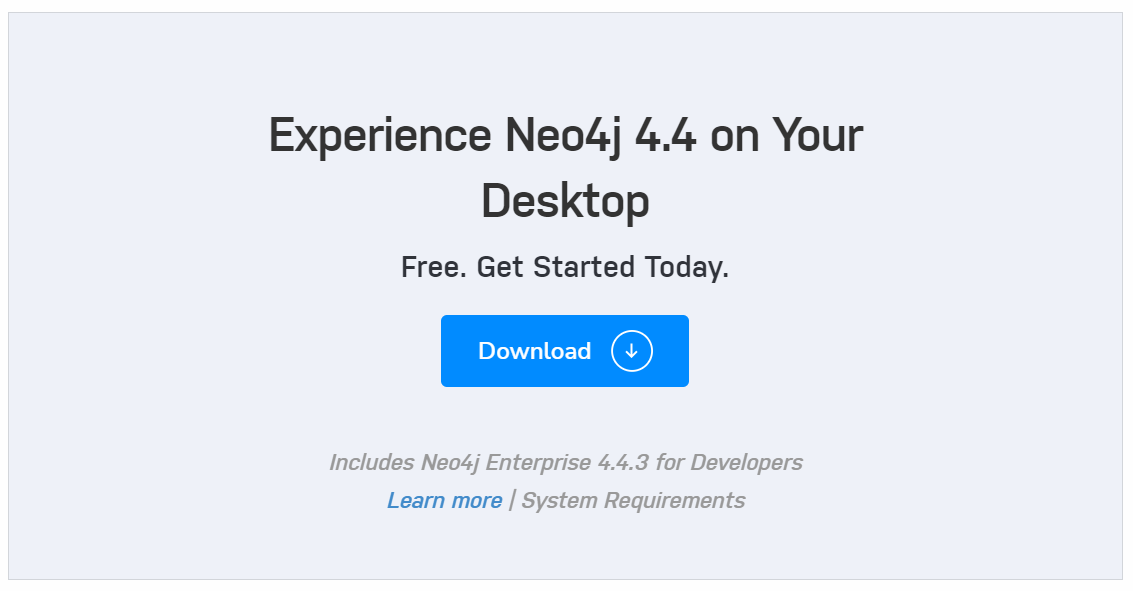 Experience Neo4j 4.4 on Your
Desktop
Free. Get Started Today.
Download
Includes Neo4j Enterprise 4.4.3 for Developers
Learn more | System Requirements